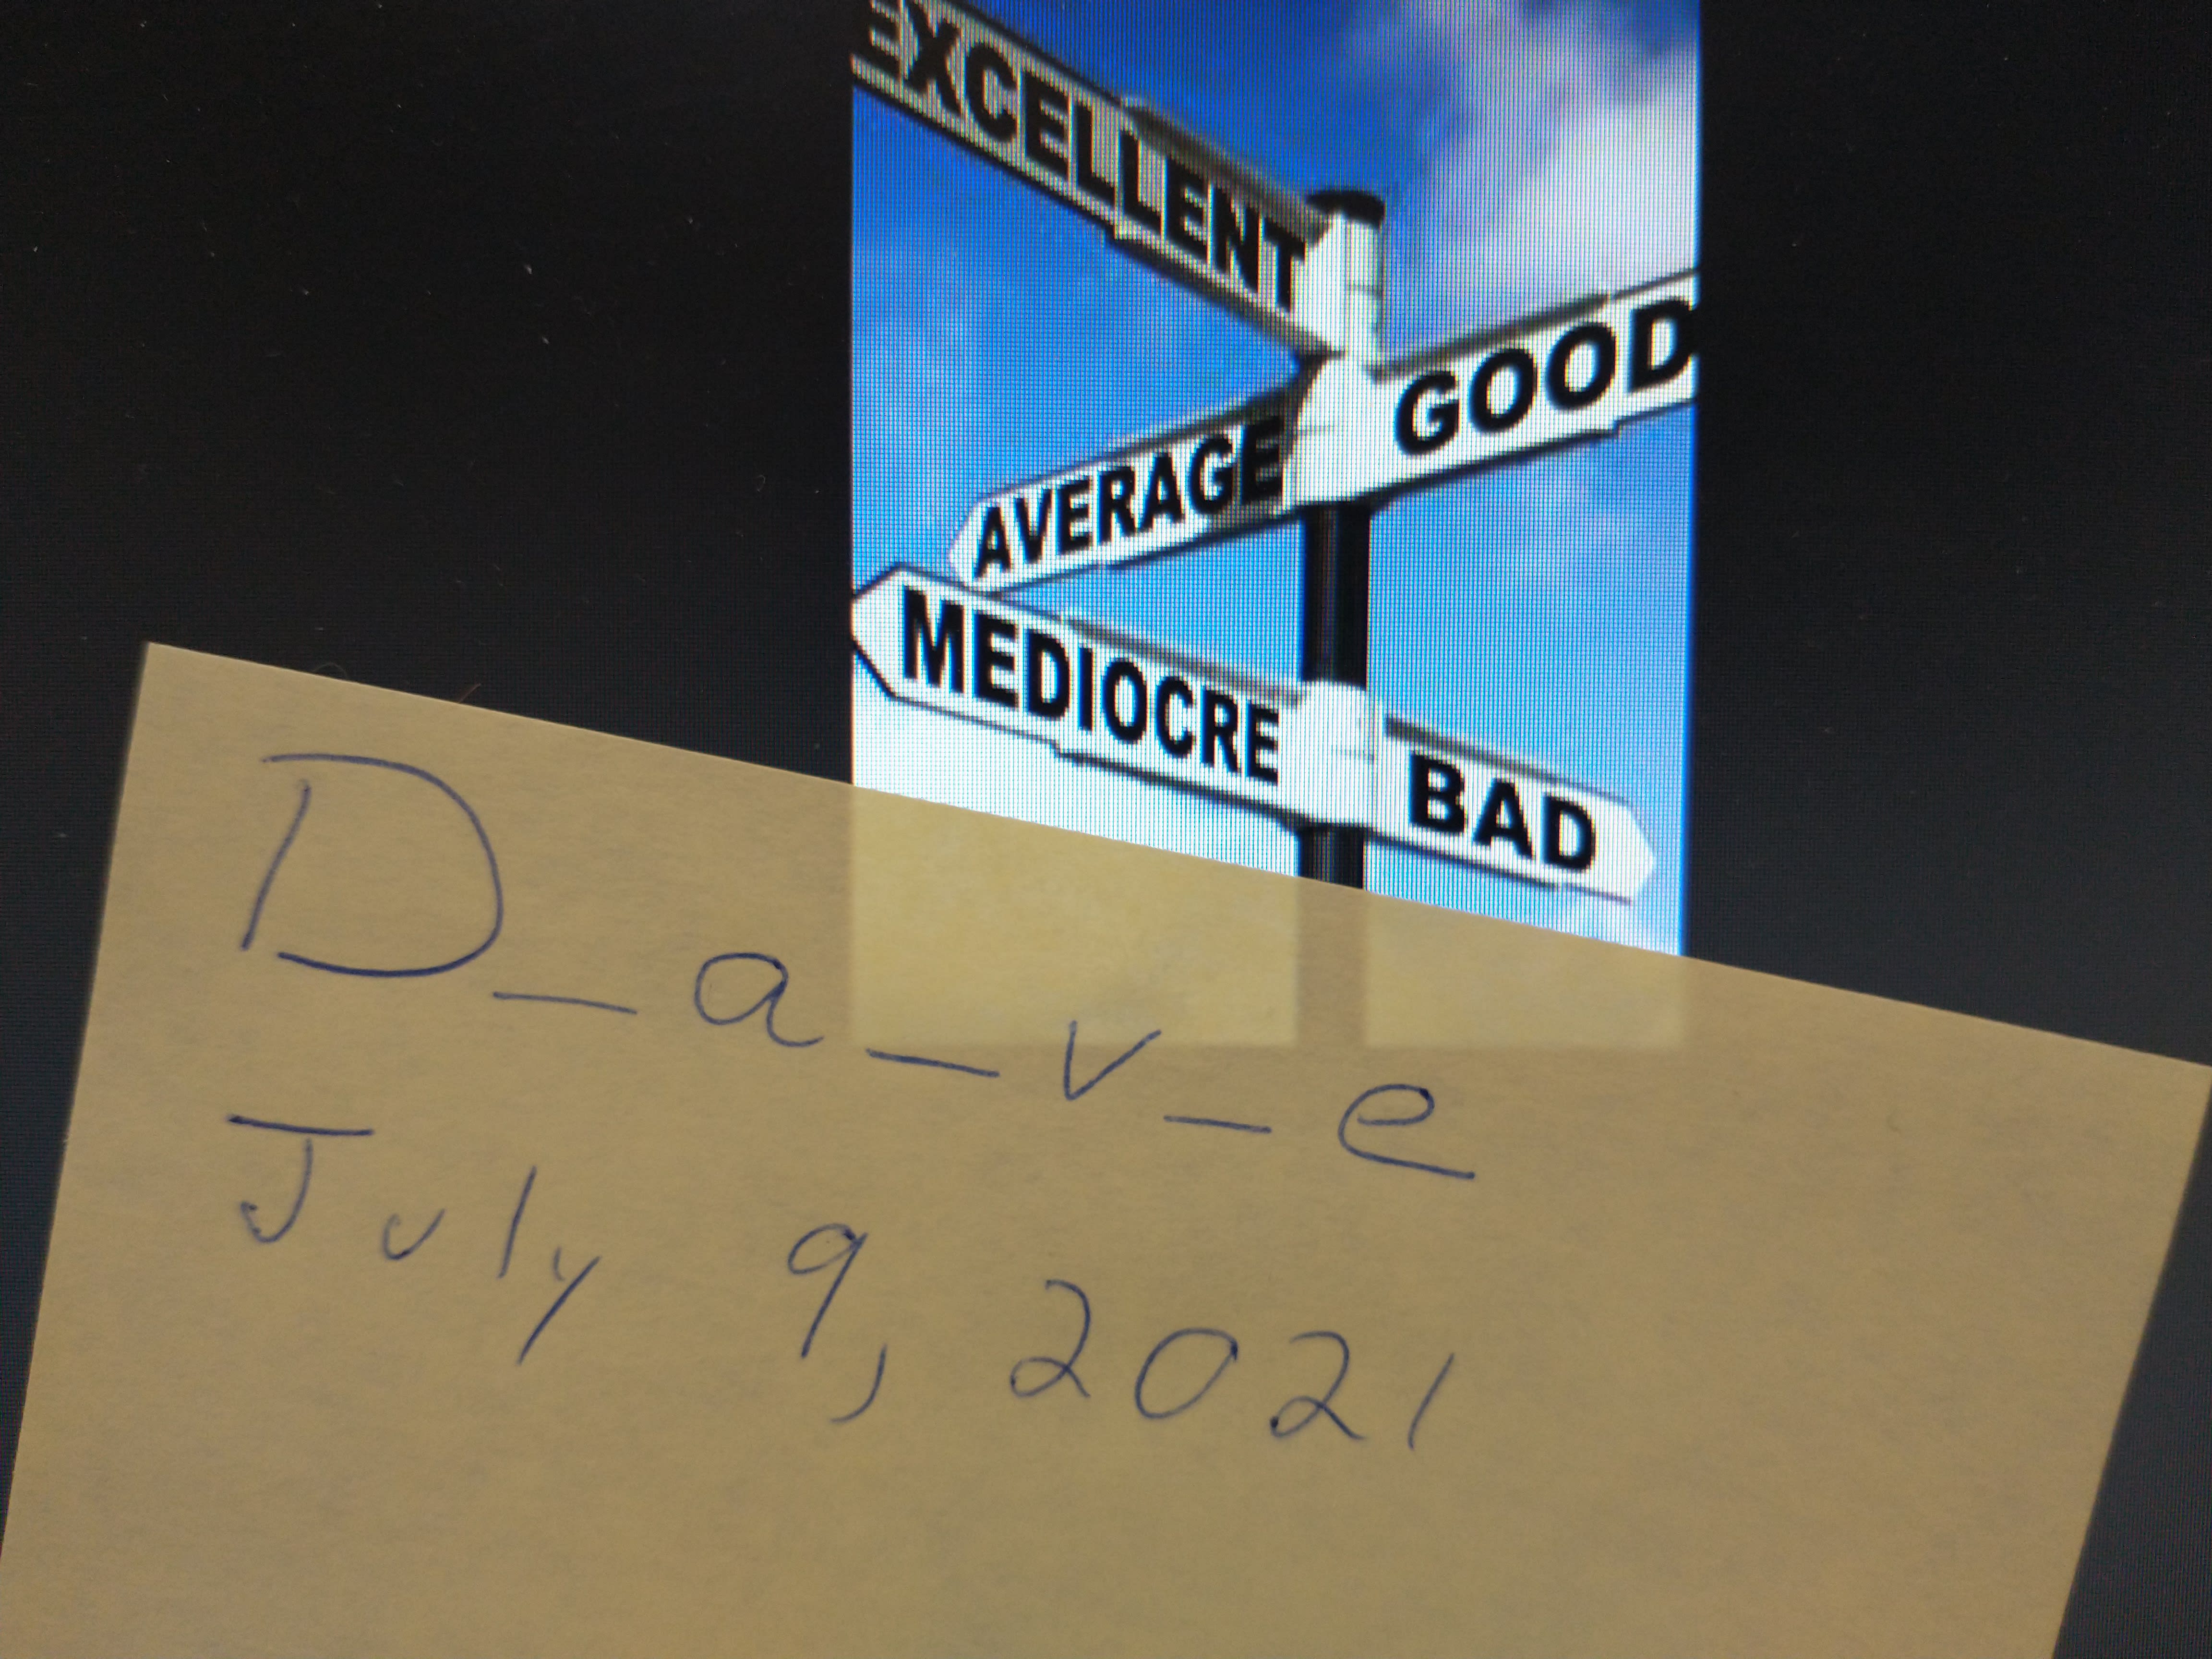 EXCELLENT
GOOD
AVERAGE
MEDIOCRE
BAD
D_a_v_e
July 9, 2021